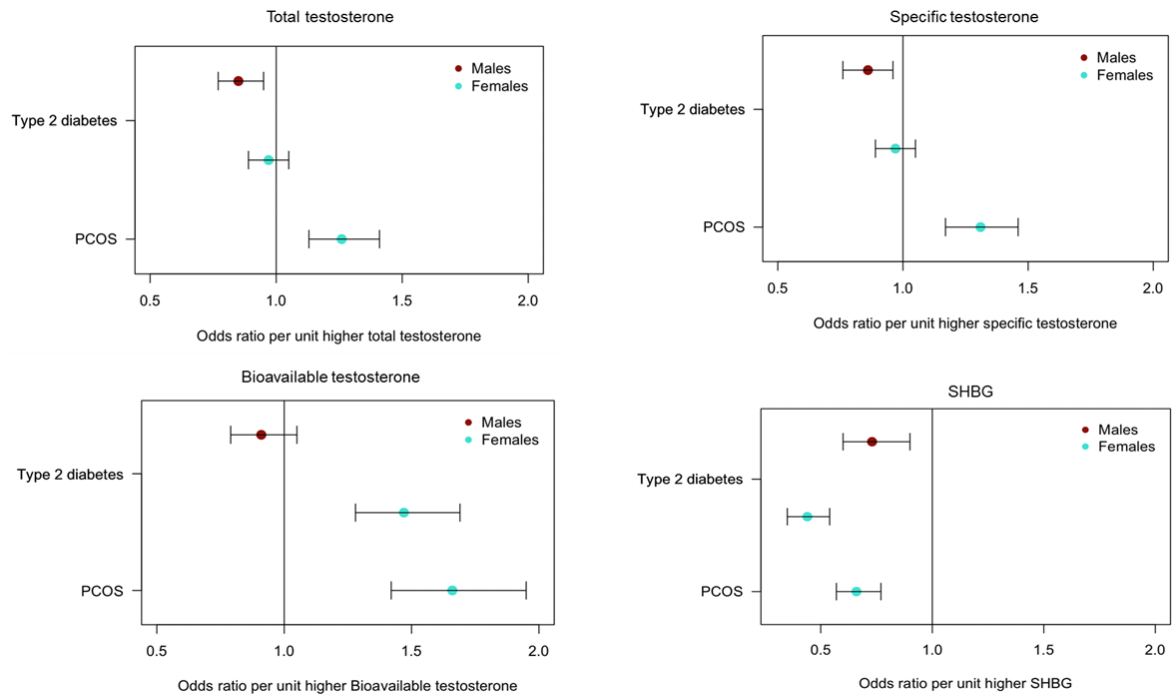 Total testosterone
Males
Females
Type 2 diabetes
PCOS
0.5 1.0 1.5 2.0
Odds ratio per unit higher total testosterone
Specific testosterone
Males
Females
Type 2 diabetes
PCOS
0.5 1.0 1.5 2.0
Odds ratio per unit higher specific testosterone
Bioavailable testosterone
Males
Females
Type 2 diabetes
PCOS
0.5 1.0 1.5 2.0
Odds ratio per unit higher Bioavailable testosterone
SHBG
Males
Females
Type 2 diabetes
PCOS
0.5 1.0 1.5 2.0
Odds ratio per unit higher SHBG